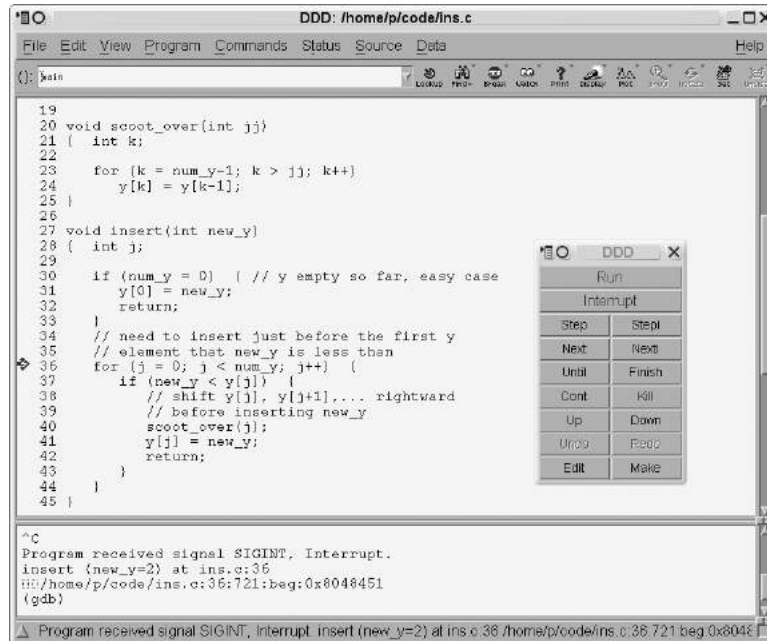 DDD: /home/p/code/ins.c
File Edit View Program Commands Status Source Data Help
(): main
Lookup Find» Break Watch Print Display Plot Set
19
20 void scoot_over(int jj)
21 { int k;
22
23 for (k = num_y-1; k > jj; k++)
24 y[k] = y[k-1];
25 }
26
27 void insert(int new_y)
28 { int j;
29
30 if (num_y = 0) { // y empty so far, easy case
31 y[0] = new_y;
32 return;
33 }
34 // need to insert just before the first y
35 // element that new_y is less than
36 for (j = 0; j < num_y; j++) {
37 if (new_y < y[j]) {
38 // shift y[j], y[j+1],... rightward
39 // before inserting new_y
40 scoot_over(j);
41 y[j] = new_y;
42 return;
43 }
44 }
45 }
DDD
Run
Interrupt
Step Stepi
Next Nexti
Until Finish
Cont Kill
Up Down
Undo Redo
Edit Make
^C
Program received signal SIGINT, Interrupt.
insert (new_y=2) at ins.c:36
/home/p/code/ins.c:36:721:beg:0x8048451
(gdb)
Program received signal SIGINT, Interrupt. insert (new_y=2) at ins.c:36 /home/p/code/ins.c:36:721:beg:0x8048